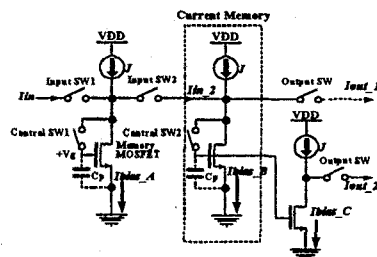 Current Memory
VDD
VDD
J
J
Input SW1
Input SW2
Output SW
Iin
Iin_2
Iout_1
Control SW1
Control SW2
VDD
+Vg
Memory
MOSFET
J
Output SW
Cp
Cp
Iout_2
Ibias_A
Ibias_B
Ibias_C